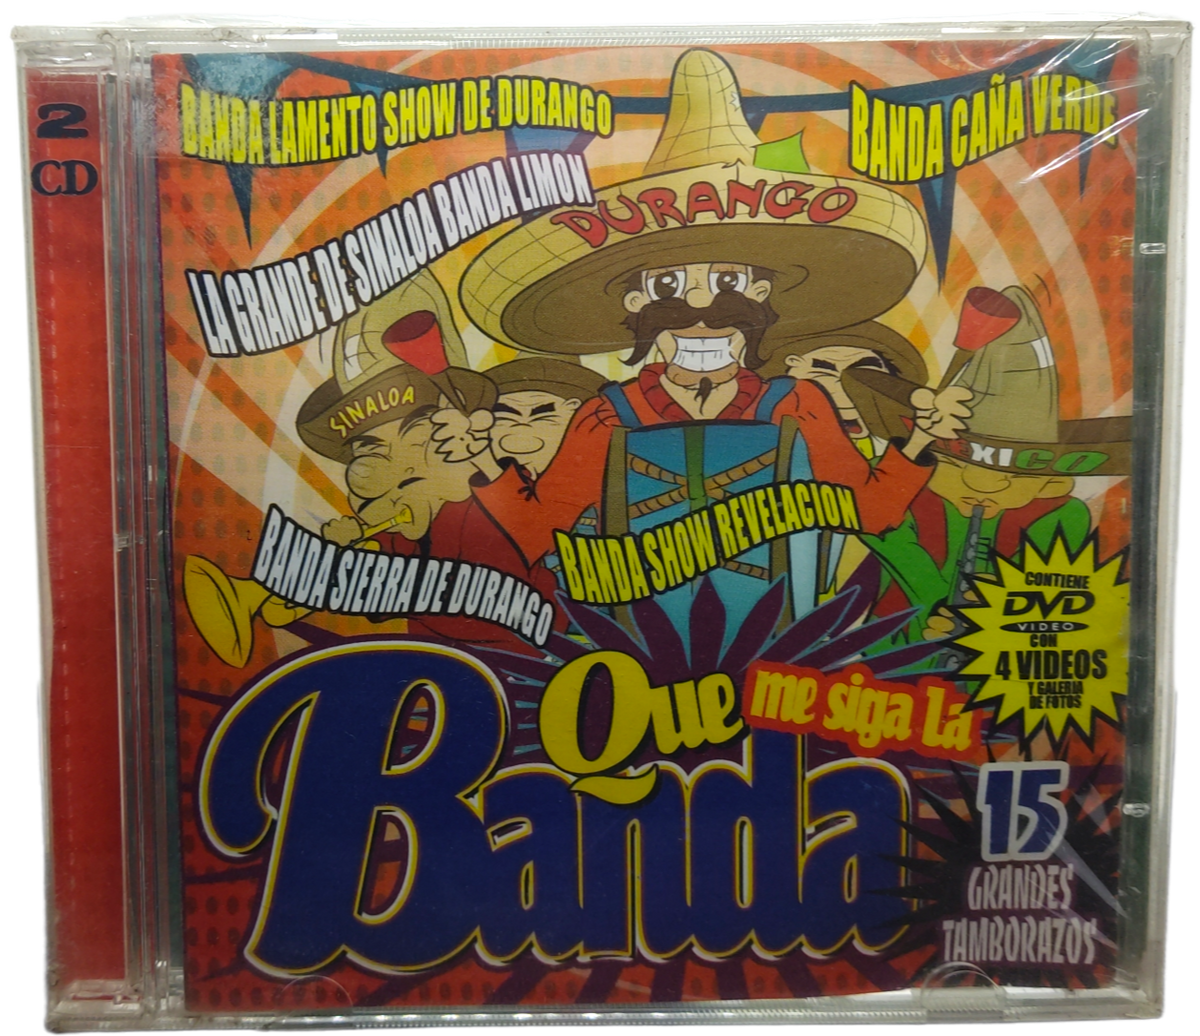 2
CD
BANDA LAMENTO SHOW DE DURANGO
BANDA CAÑA VERDE
LA GRANDE DE SINALOA BANDA LIMON
DURANGO
SINALOA
EXICO
BANDA SIERRA DE DURANGO
BANDA SHOW REVELACION
CONTIENE
DVD
VIDEO
CON
4 VIDEOS
Y GALERIA
DE FOTOS
Que me siga la
Banda
15
GRANDES
TAMBORAZOS